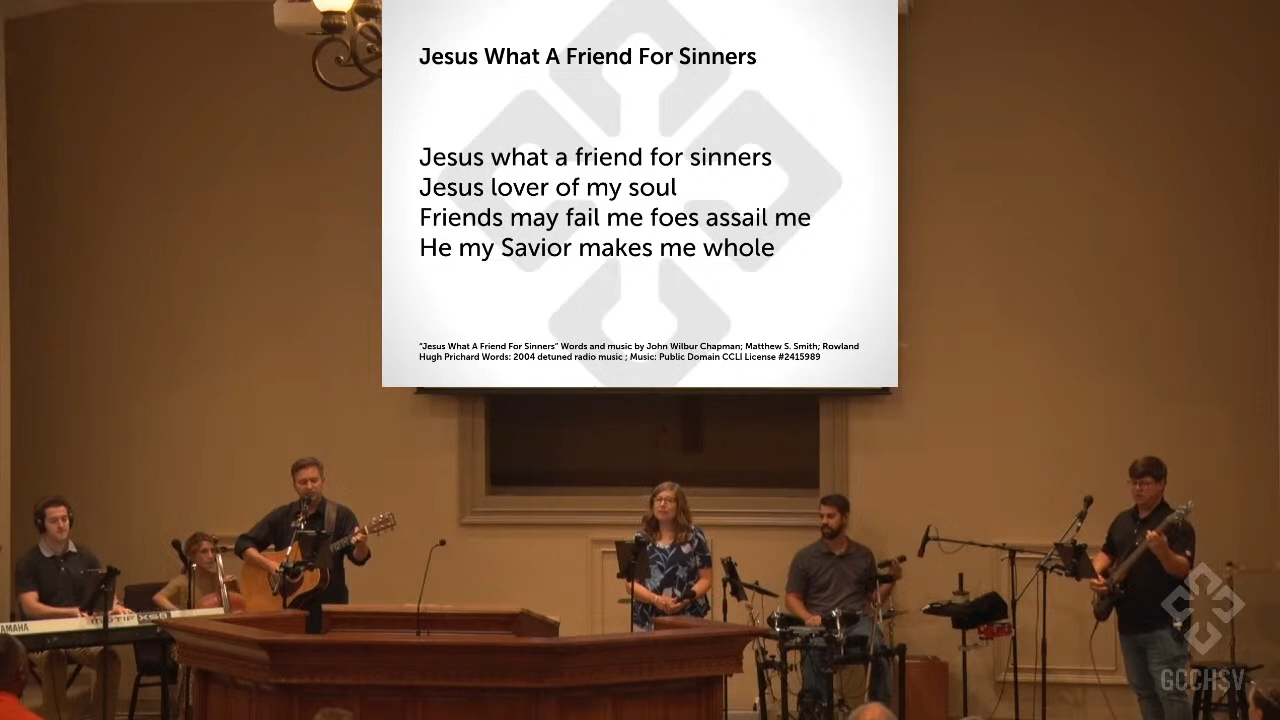 Jesus What A Friend For Sinners
Jesus what a friend for sinners
Jesus lover of my soul
Friends may fail me foes assail me
He my Savior makes me whole
"Jesus What A Friend For Sinners" Words and music by John Wilbur Chapman; Matthew S. Smith; Rowland
Hugh Prichard Words: 2004 detuned radio music ; Music: Public Domain CCLI License #2415989
YAMAHA
MOTIF XS8
GCCHSV